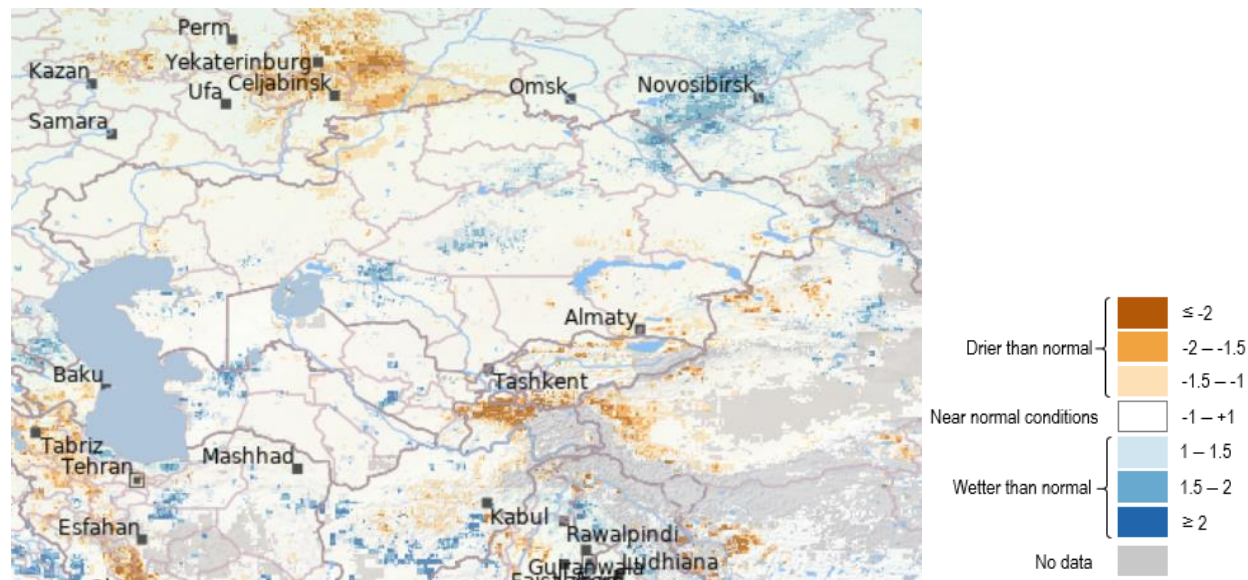 Perm
Yekaterinburg
Kazan
Celjabinsk
Ufa
Omsk
Novosibirsk
Samara
Almaty
Baku
Tashkent
Tabriz
Tehran
Mashhad
Esfahan
Kabul
Rawalpindi
Gujranwala
Ludhiana
≤ -2
Drier than normal
-2 – -1.5
-1.5 – -1
Near normal conditions
-1 – +1
1 – 1.5
Wetter than normal
1.5 – 2
≥ 2
No data